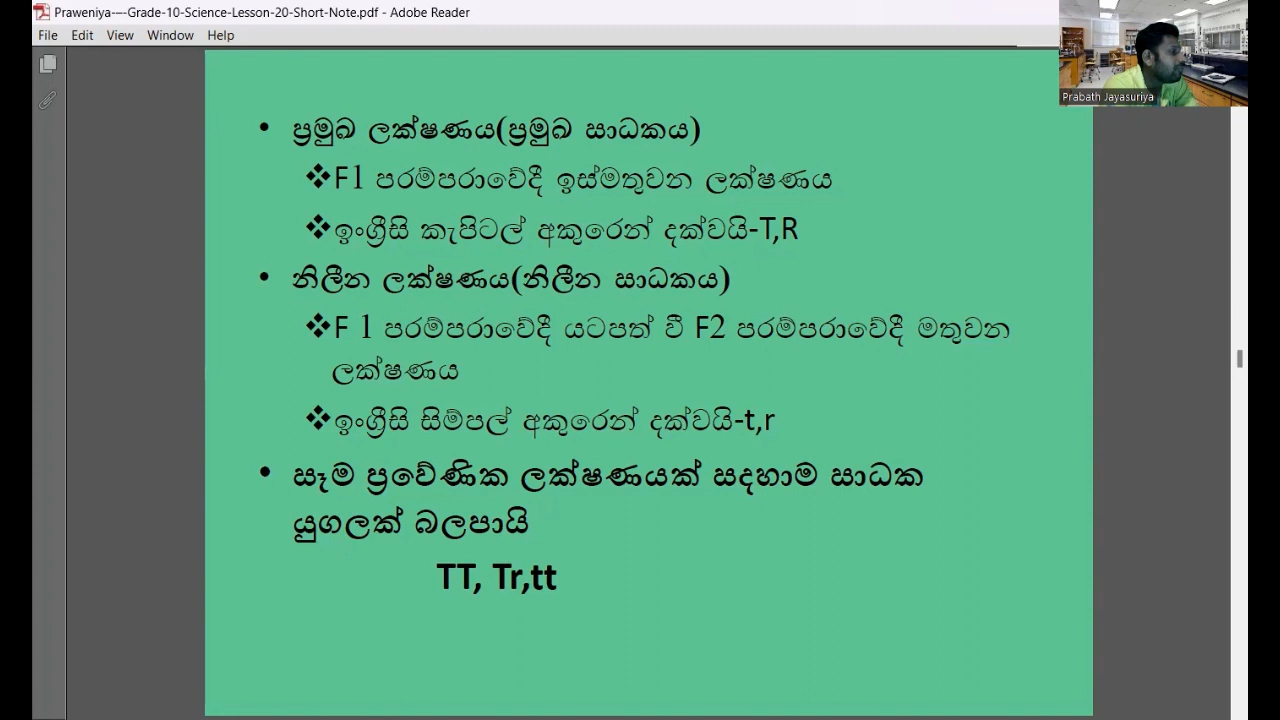 Praweniya-–-Grade-10-Science-Lesson-20-Short-Note.pdf - Adobe Reader
File Edit View Window Help
Prabath Jayasuriya
• ප්‍රමුඛ ලක්ෂණය(ප්‍රමුඛ සාධකය)
❖F1 පරම්පරාවේදී ඉස්මතුවන ලක්ෂණය
❖ඉංග්‍රීසි කැපිටල් අකුරෙන් දක්වයි-T,R
• නිලීන ලක්ෂණය(නිලීන සාධකය)
❖F 1 පරම්පරාවේදී යටපත් වී F2 පරම්පරාවේදී මතුවන
ලක්ෂණය
❖ඉංග්‍රීසි සිම්පල් අකුරෙන් දක්වයි-t,r
• සෑම ප්‍රවේණික ලක්ෂණයක් සදහාම සාධක
යුගලක් බලපායි
TT, Tr,tt